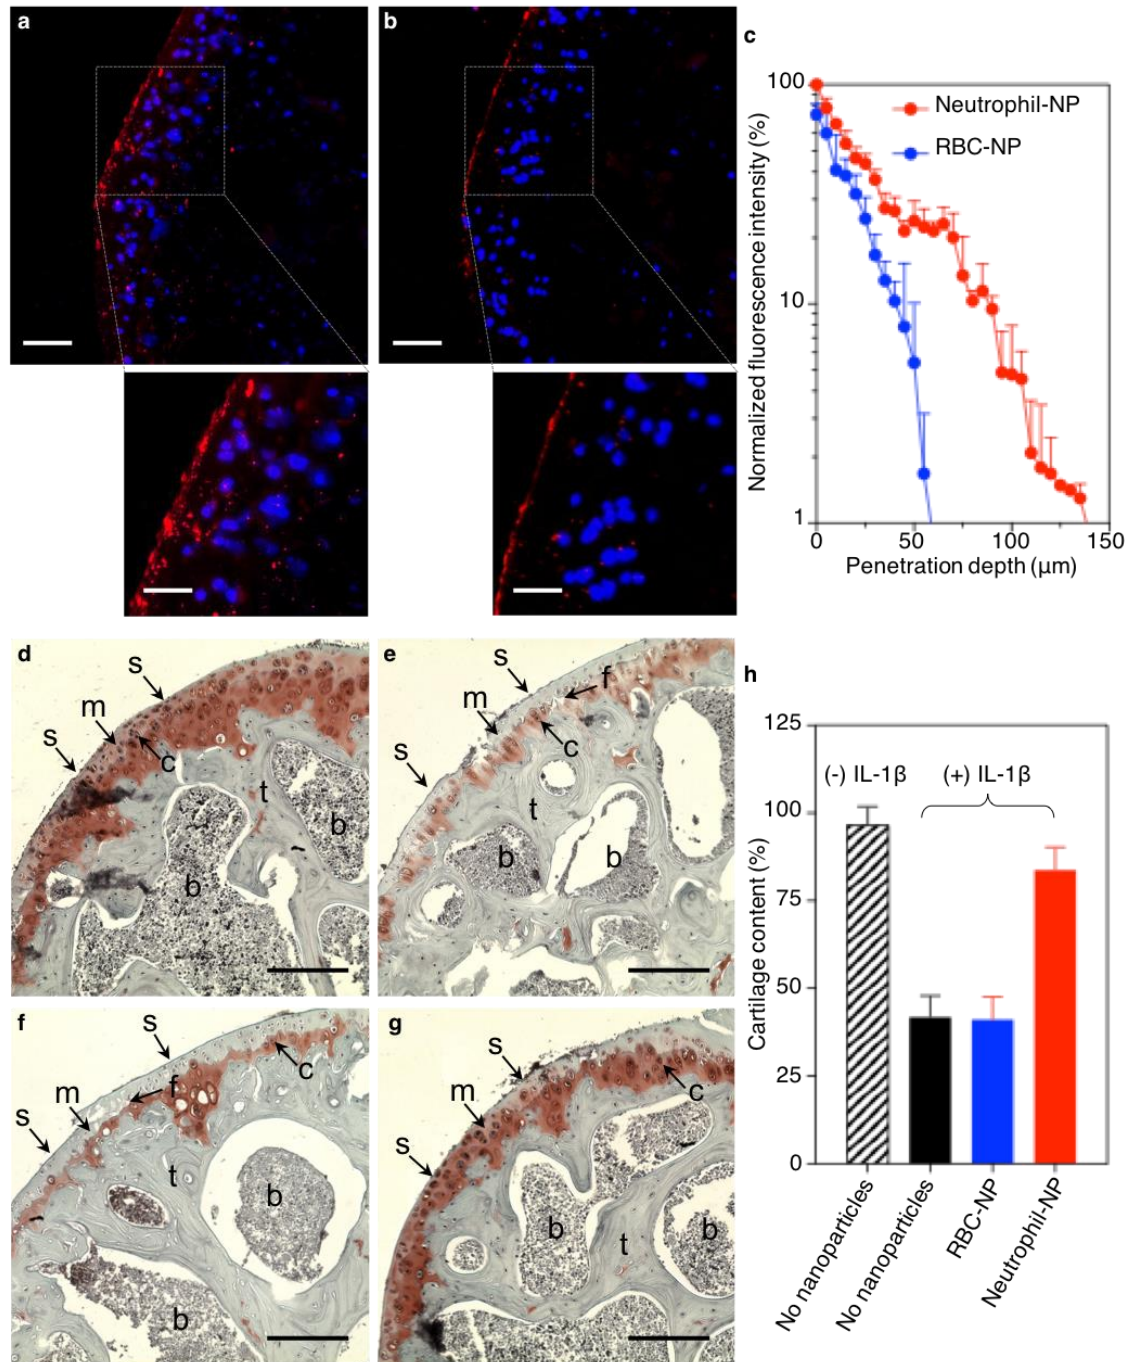 a
b
c
100
10
1
Normalized fluorescence intensity (%)
Neutrophil-NP
RBC-NP
0
50
100
150
Penetration depth (µm)
d
s
m
s
c
t
b
b
e
s
f
m
c
s
t
b
b
f
s
c
f
m
s
t
b
b
g
s
m
c
s
b
t
b
h
125
100
75
50
25
0
Cartilage content (%)
(-) IL-1β
(+) IL-1β
No nanoparticles
No nanoparticles
RBC-NP
Neutrophil-NP